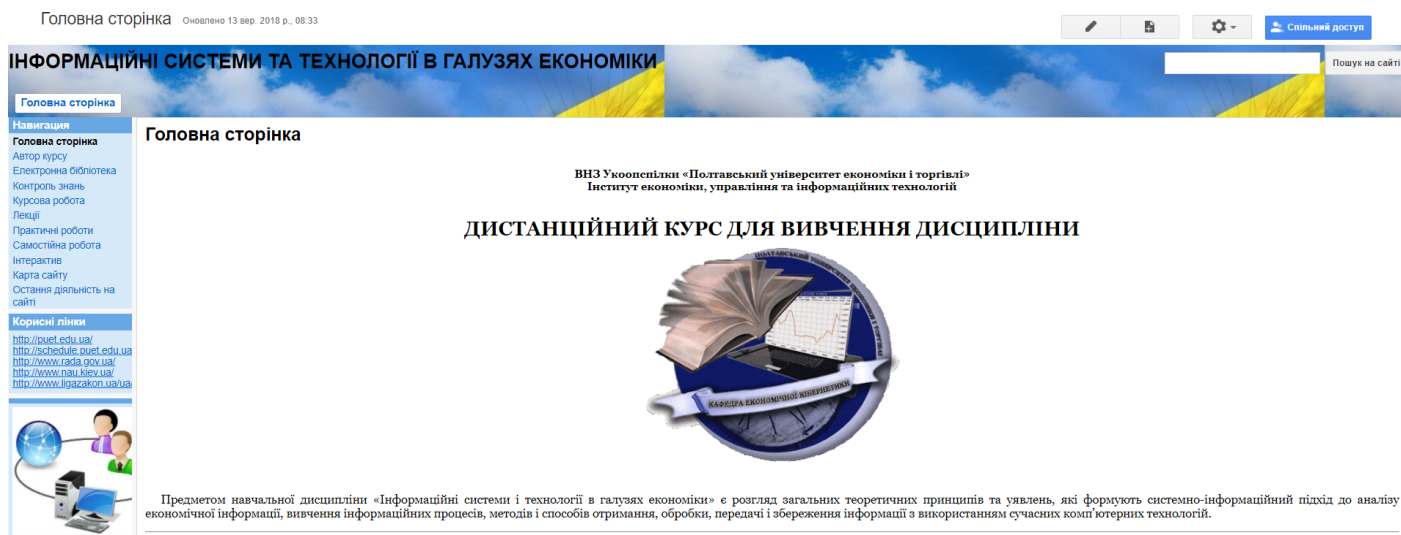 Головна сторінка Оновлено 13 вер. 2018 р., 08:33
Спільний доступ
ІНФОРМАЦІЙНІ СИСТЕМИ ТА ТЕХНОЛОГІЇ В ГАЛУЗЯХ ЕКОНОМІКИ
Пошук на сайті
Головна сторінка
Навигация
Головна сторінка
Автор курсу
Електронна бібліотека
Контроль знань
Курсова робота
Лекції
Практичні роботи
Самостійна робота
Інтерактив
Карта сайту
Остання діяльність на
сайті
Корисні лінки
http://puet.edu.ua/
http://schedule.puet.edu.ua
http://www.rada.gov.ua/
http://www.nau.kiev.ua/
http://www.ligazakon.ua/ua/
Головна сторінка
ВНЗ Укоопспілки «Полтавський університет економіки і торгівлі»
Інститут економіки, управління та інформаційних технологій
ДИСТАНЦІЙНИЙ КУРС ДЛЯ ВИВЧЕННЯ ДИСЦИПЛІНИ
ПОЛТАВСЬКИЙ УНІВЕРСИТЕТ ЕКОНОМІКИ І ТОРГІВЛІ
КАФЕДРА ЕКОНОМІЧНОЇ КІБЕРНЕТИКИ
Предметом навчальної дисципліни «Інформаційні системи і технології в галузях економіки» є розгляд загальних теоретичних принципів та уявлень, які формують системно-інформаційний підхід до аналізу
економічної інформації, вивчення інформаційних процесів, методів і способів отримання, обробки, передачі і збереження інформації з використанням сучасних комп'ютерних технологій.